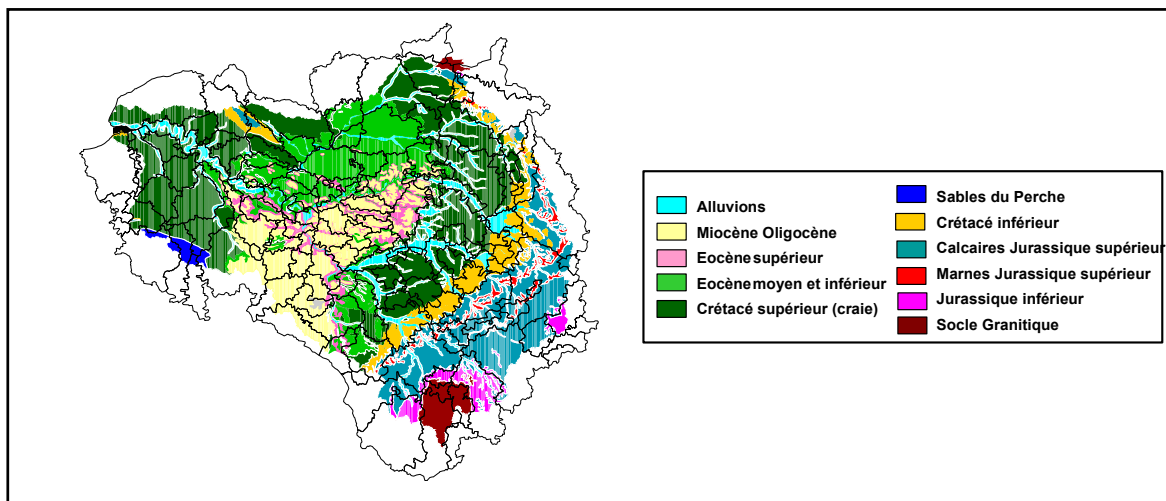 Alluvions
Miocène Oligocène
Eocène supérieur
Eocène moyen et inférieur
Crétacé supérieur (craie)
Sables du Perche
Crétacé inférieur
Calcaires Jurassique supérieur
Marnes Jurassique supérieur
Jurassique inférieur
Socle Granitique